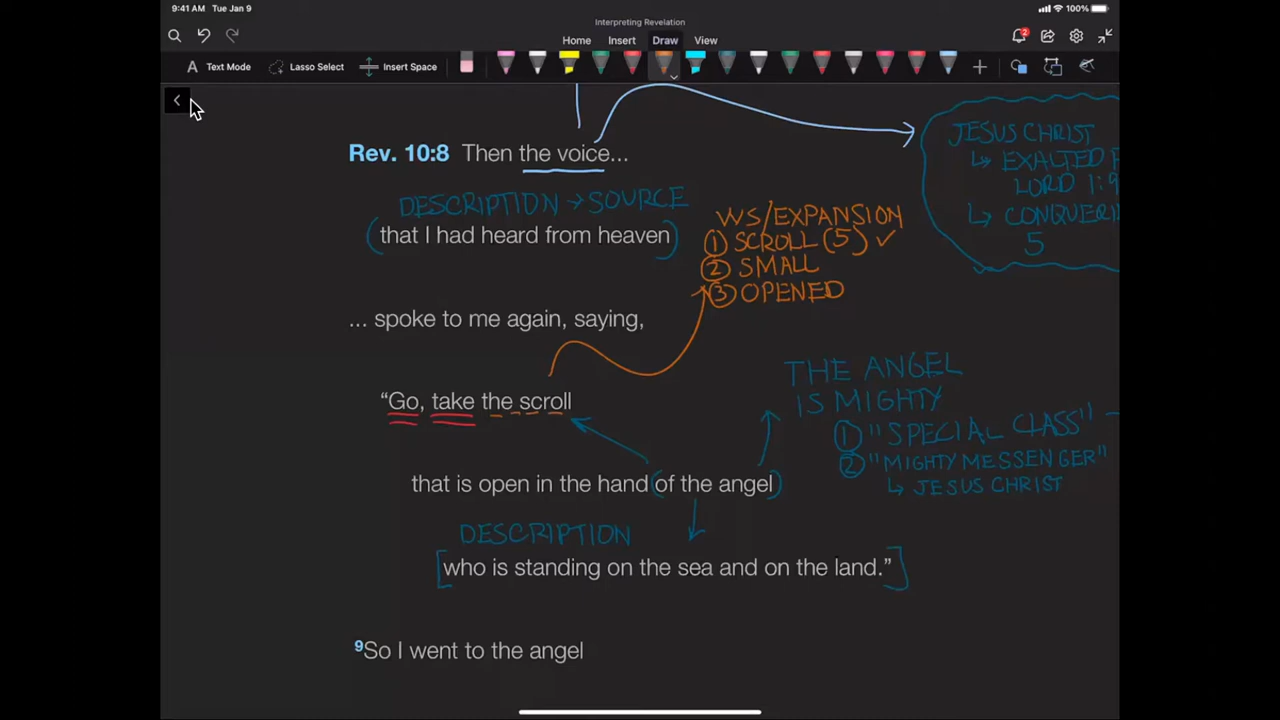 9:41 AM Tue Jan 9
100%
Interpreting Revelation
Home Insert Draw View
2
Text Mode Lasso Select Insert Space
Rev. 10:8 Then the voice...
DESCRIPTION → SOURCE
(that I had heard from heaven)
WS/EXPANSION
① SCROLL (5) ✓
② SMALL
③ OPENED
JESUS CHRIST
↳ EXALTED
LORD 1:9
↳ CONQUERI
5
... spoke to me again, saying,
“Go, take the scroll
THE ANGEL
IS MIGHTY
① "SPECIAL CLASS" –
② "MIGHTY MESSENGER"
↳ JESUS CHRIST
that is open in the hand (of the angel)
DESCRIPTION
[who is standing on the sea and on the land.”]
9So I went to the angel